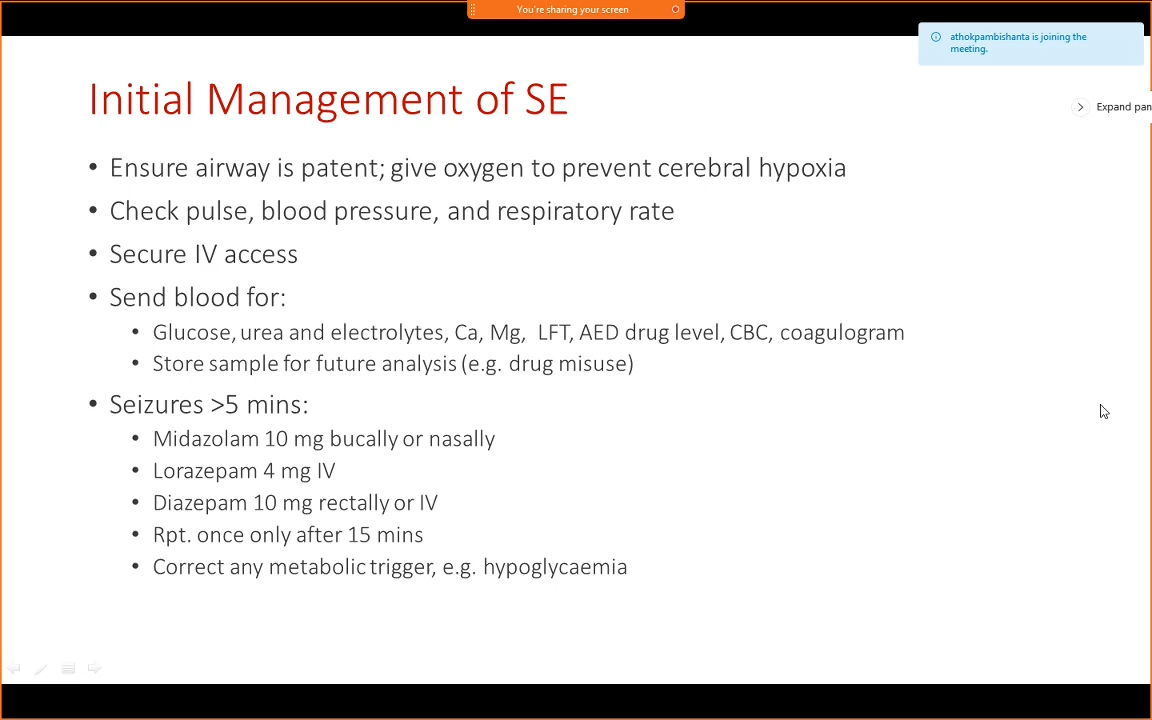 You're sharing your screen
athokpambishanta is joining the
meeting.
Expand pan
Initial Management of SE
• Ensure airway is patent; give oxygen to prevent cerebral hypoxia
• Check pulse, blood pressure, and respiratory rate
• Secure IV access
• Send blood for:
• Glucose, urea and electrolytes, Ca, Mg, LFT, AED drug level, CBC, coagulogram
• Store sample for future analysis (e.g. drug misuse)
• Seizures >5 mins:
• Midazolam 10 mg bucally or nasally
• Lorazepam 4 mg IV
• Diazepam 10 mg rectally or IV
• Rpt. once only after 15 mins
• Correct any metabolic trigger, e.g. hypoglycaemia